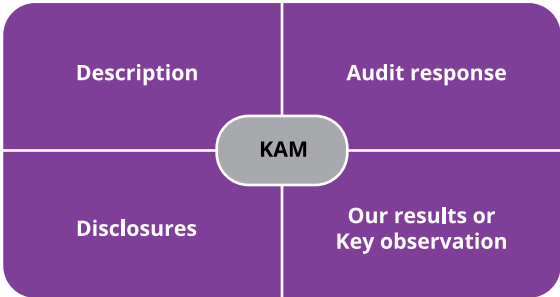 Description
Audit response
KAM
Disclosures
Our results or
Key observation